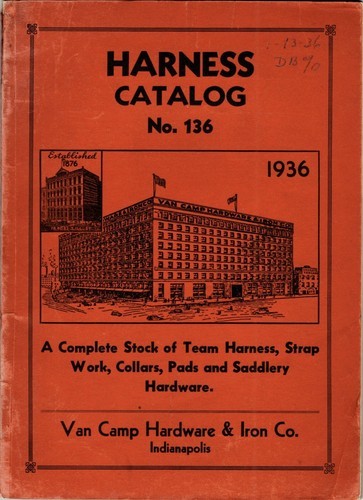 HARNESS
CATALOG
No. 136
Established
1876
1936
VAN CAMP HARDWARE & IRON CO.
A Complete Stock of Team Harness, Strap
Work, Collars, Pads and Saddlery
Hardware.
Van Camp Hardware & Iron Co.
Indianapolis